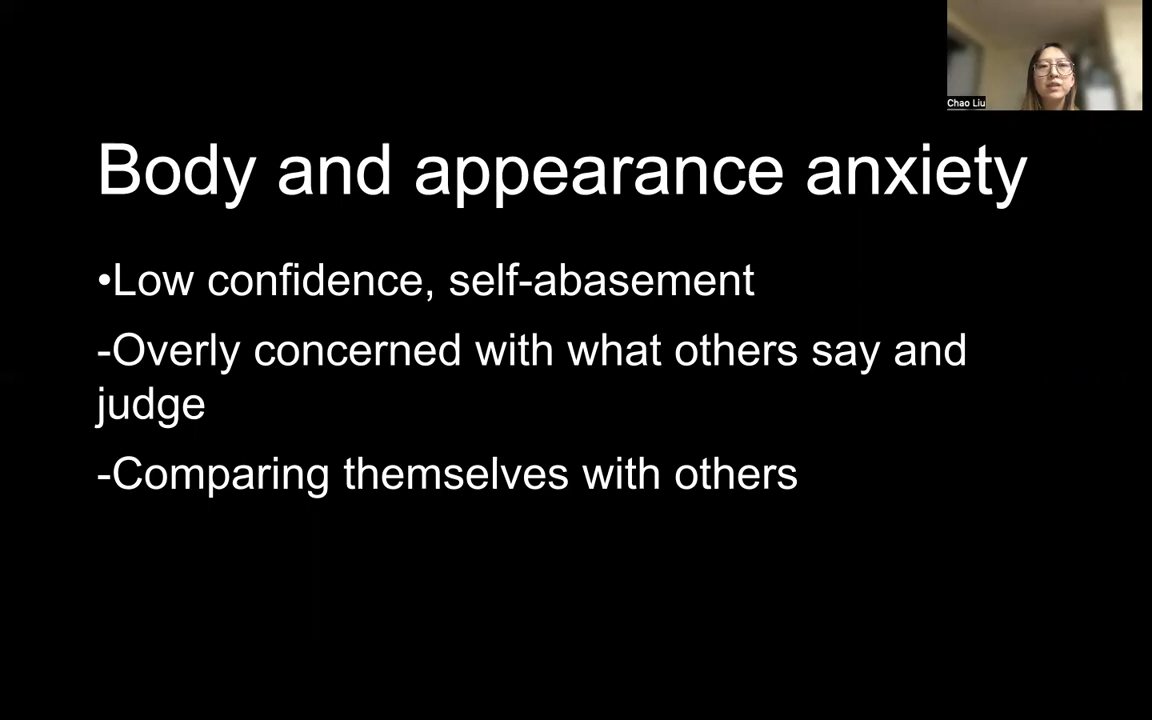 Chao Liu
Body and appearance anxiety
•Low confidence, self-abasement
-Overly concerned with what others say and
judge
-Comparing themselves with others